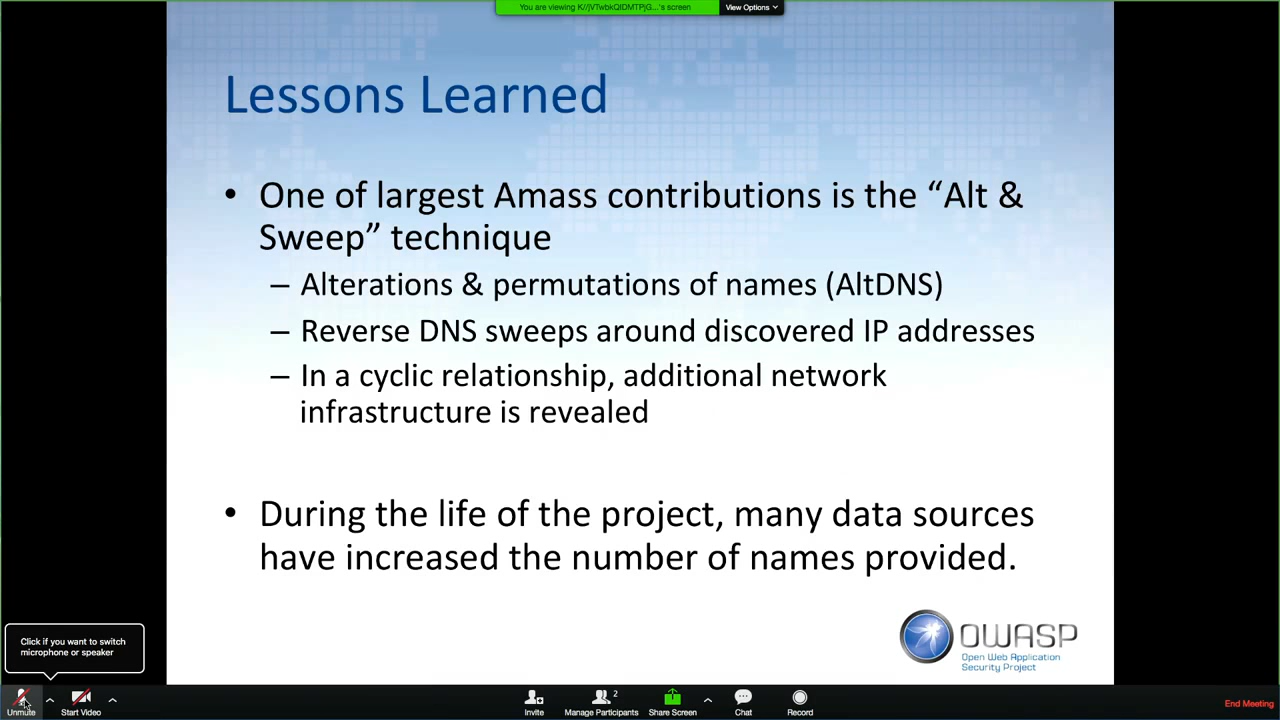 You are viewing K//jVTwbkQIDMTPjG...'s screen
View Options
Lessons Learned
• One of largest Amass contributions is the “Alt &
Sweep” technique
– Alterations & permutations of names (AltDNS)
– Reverse DNS sweeps around discovered IP addresses
– In a cyclic relationship, additional network
infrastructure is revealed
• During the life of the project, many data sources
have increased the number of names provided.
OWASP
Open Web Application
Security Project
Click if you want to switch
microphone or speaker
Unmute
Start Video
Invite
2
Manage Participants
Share Screen
Chat
Record
End Meeting